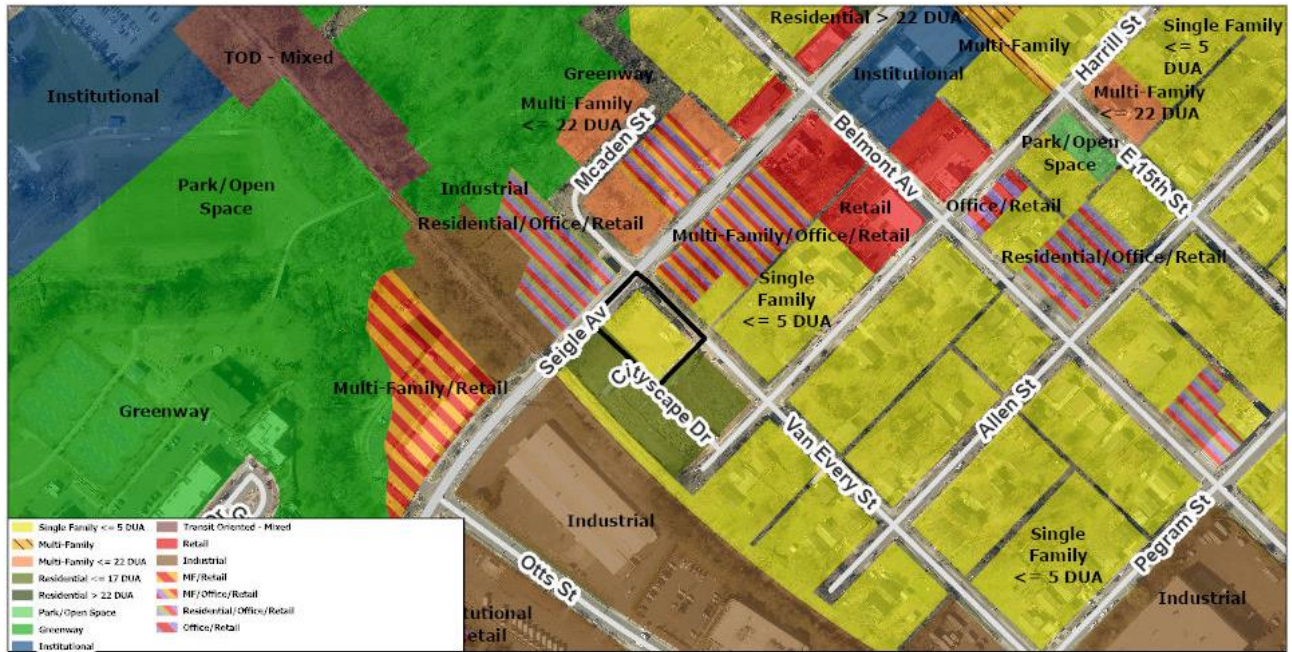 Residential > 22 DUA
Harrill St
Single Family
<= 5
DUA
TOD - Mixed
Multi-Family
Greenway
Institutional
Institutional
Multi-Family
<= 22 DUA
Multi-Family
<= 22 DUA
Mcaden St
Belmont Av
Park/Open
Space
E 15th St
Park/Open
Space
Industrial
Retail
Office/Retail
Residential/Office/Retail
Multi-Family/Office/Retail
Residential/Office/Retail
Single
Family
<= 5 DUA
Seigle Av
Cityscape Dr
Multi-Family/Retail
Allen St
Greenway
Van Every St
Industrial
Single
Family
<= 5 DUA
Pegram St
Otts St
Industrial
titutional
etail
Single Family <= 5 DUA
Multi-Family
Multi-Family <= 22 DUA
Residential <= 17 DUA
Residential > 22 DUA
Park/Open Space
Greenway
Institutional
Transit Oriented - Mixed
Retail
Industrial
MF/Retail
MF/Office/Retail
Residential/Office/Retail
Office/Retail